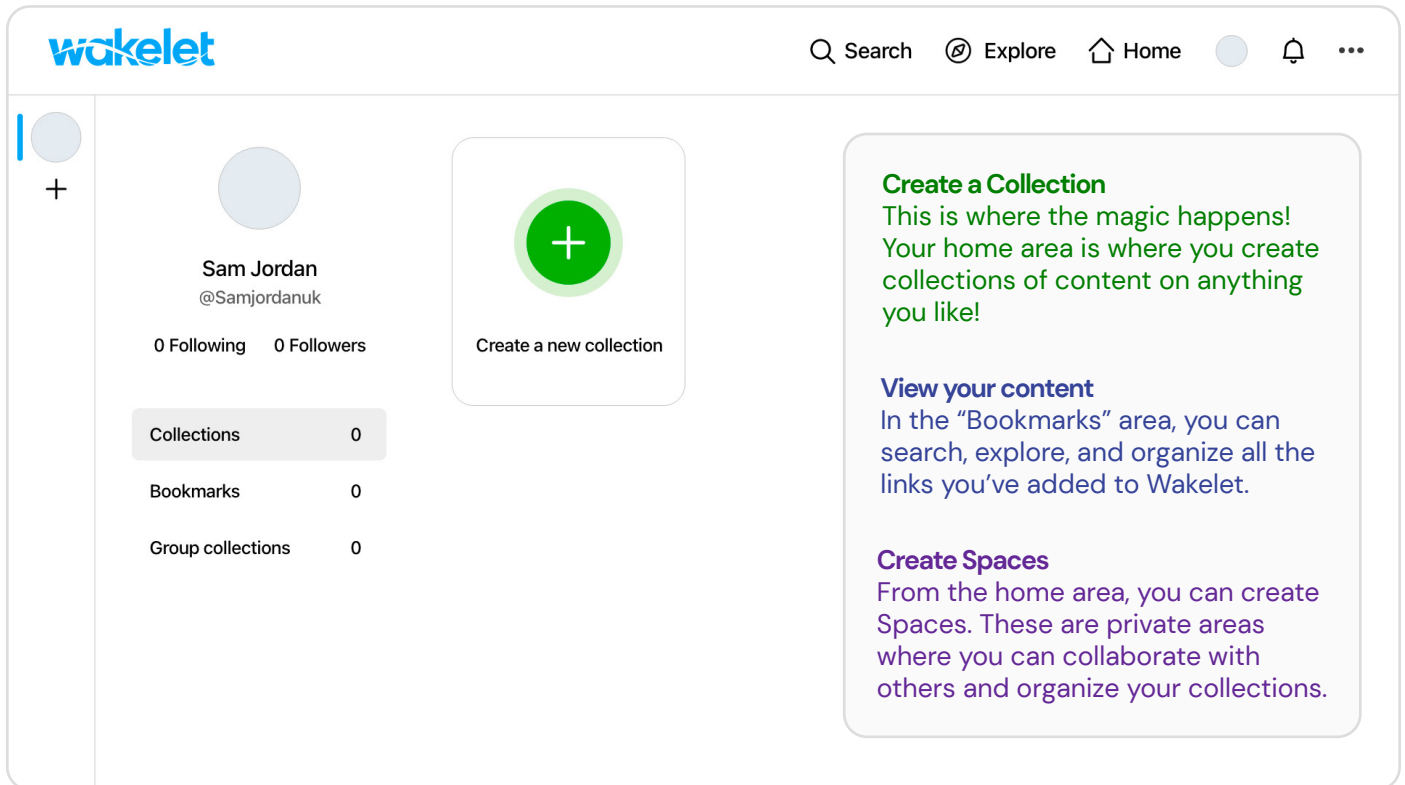 wakelet
Search Explore Home
Sam Jordan
@Samjordanuk
0 Following 0 Followers
Collections 0
Bookmarks 0
Group collections 0
Create a new collection
Create a Collection
This is where the magic happens!
Your home area is where you create
collections of content on anything
you like!
View your content
In the “Bookmarks” area, you can
search, explore, and organize all the
links you’ve added to Wakelet.
Create Spaces
From the home area, you can create
Spaces. These are private areas
where you can collaborate with
others and organize your collections.